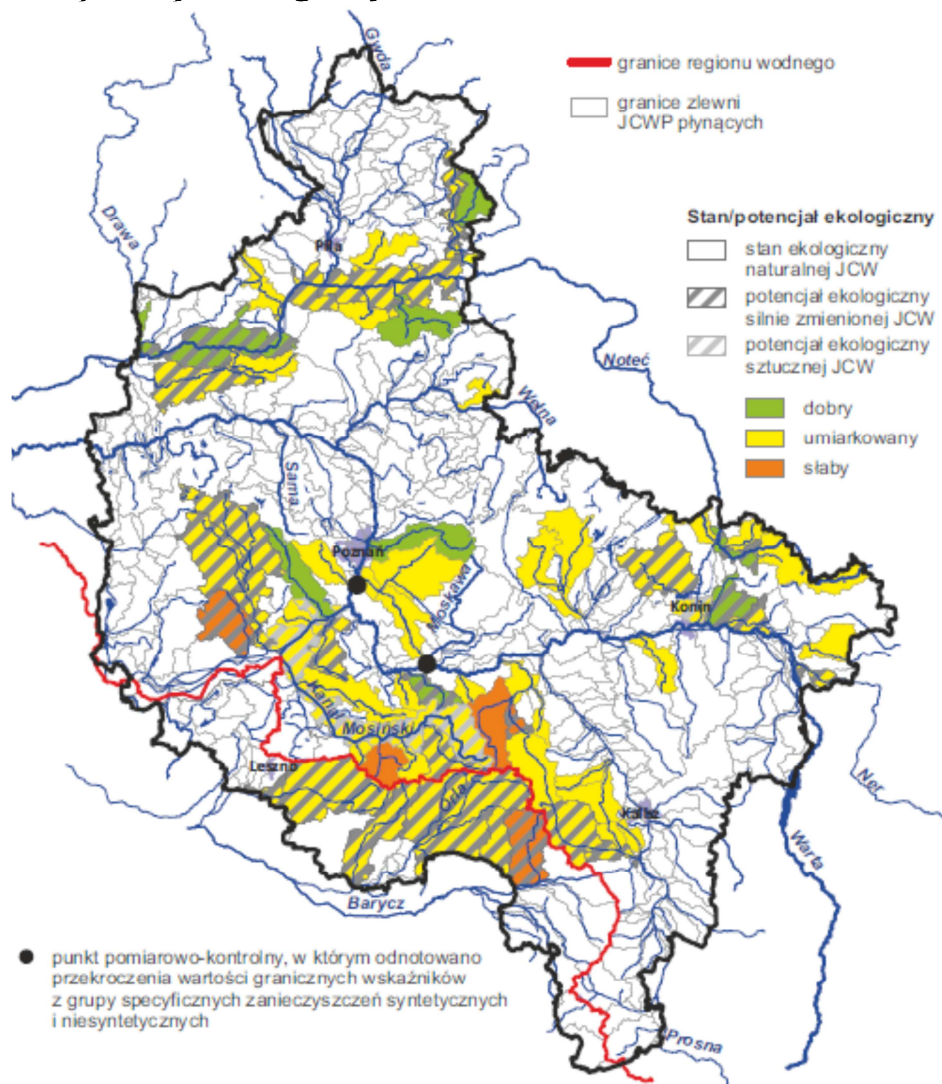 Gwda
granice regionu wodnego
granice zlewni
JCWP płynących
Drawa
Piła
Stan/potencjał ekologiczny
stan ekologiczny
naturalnej JCW
potencjał ekologiczny
silnie zmienionej JCW
potencjał ekologiczny
sztucznej JCW
Noteć
dobry
umiarkowany
słaby
Wełna
Sama
Poznań
Moskawa
Konin
Kanał
Mosiński
Leszno
Orla
Kalisz
Ner
Warta
Barycz
punkt pomiarowo-kontrolny, w którym odnotowano
przekroczenia wartości granicznych wskaźników
z grupy specyficznych zanieczyszczeń syntetycznych
i niesyntetycznych
Prosna